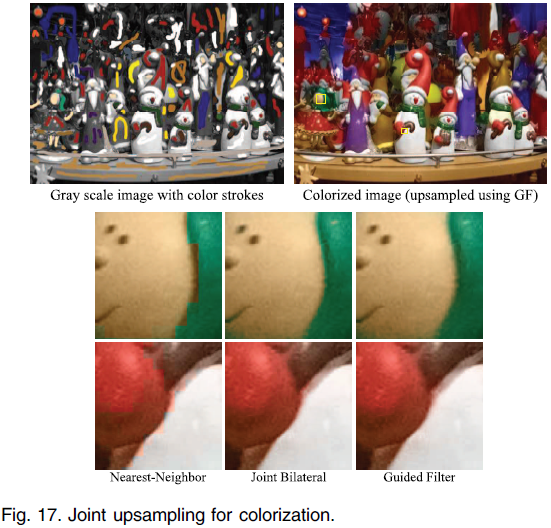 Gray scale image with color strokes
Colorized image (upsampled using GF)
Nearest-Neighbor
Joint Bilateral
Guided Filter
Fig. 17. Joint upsampling for colorization.